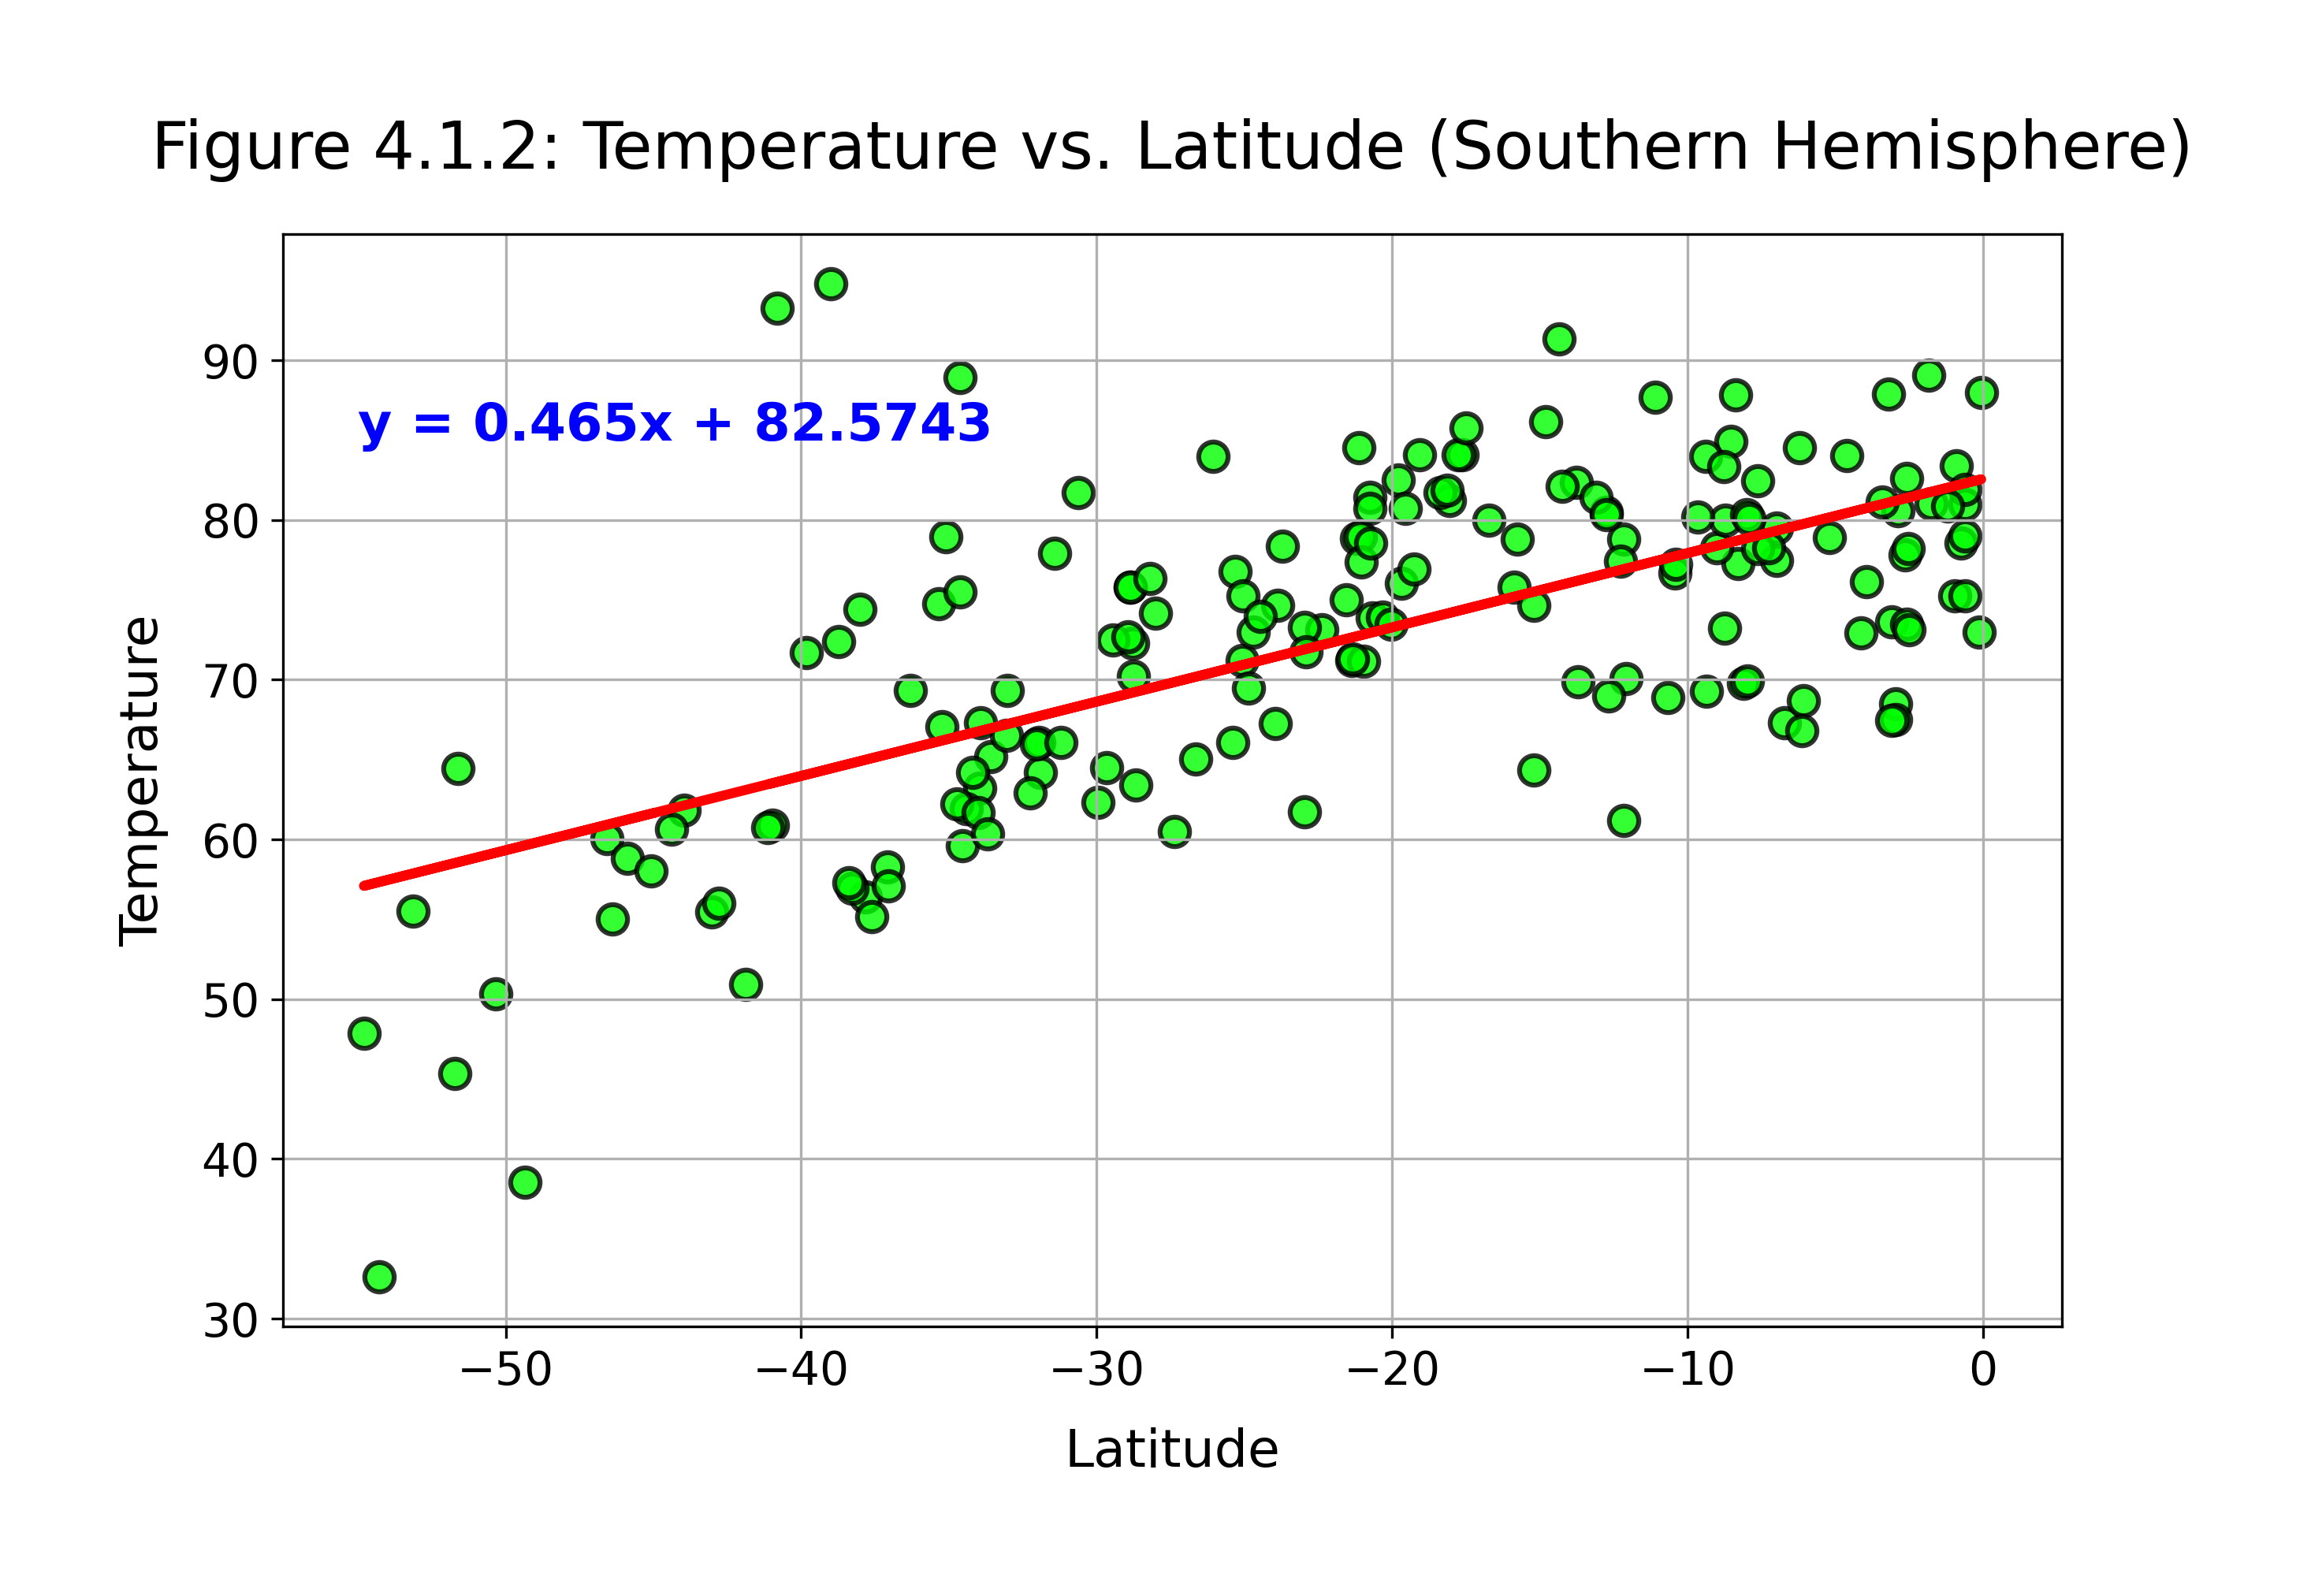 Figure 4.1.2: Temperature vs. Latitude (Southern Hemisphere)
y = 0.465x + 82.5743
90
80
70
60
50
40
30
Temperature
−50 −40 −30 −20 −10 0
Latitude